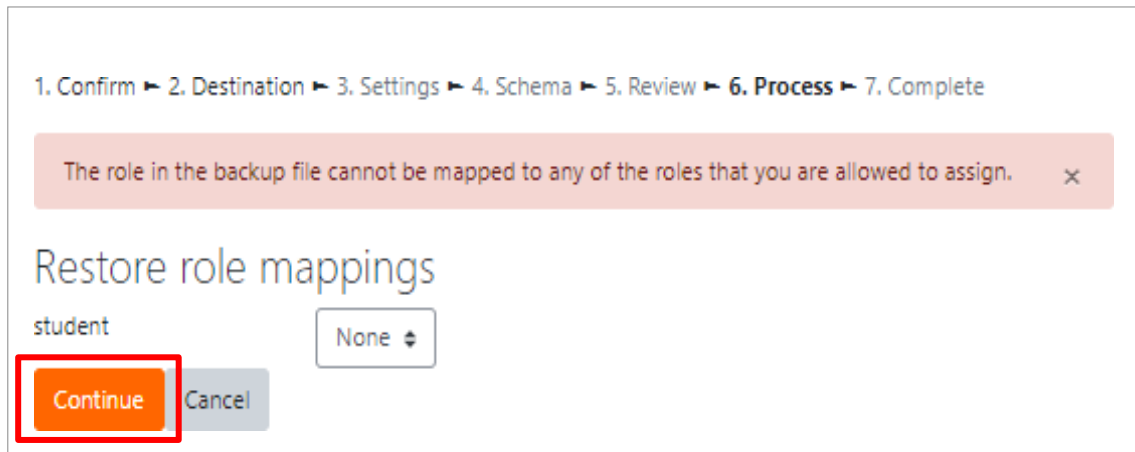 1. Confirm ► 2. Destination ► 3. Settings ► 4. Schema ► 5. Review ► 6. Process ► 7. Complete
The role in the backup file cannot be mapped to any of the roles that you are allowed to assign. ×
Restore role mappings
student None
Continue Cancel